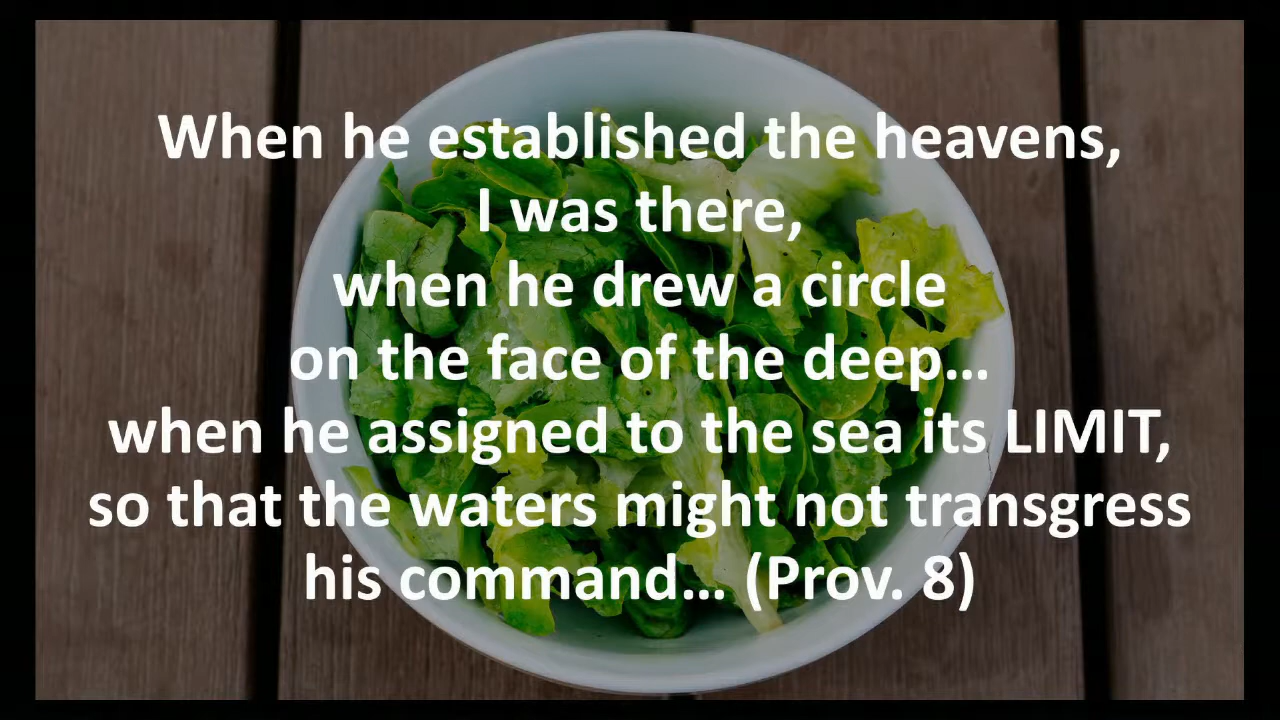 When he established the heavens,
I was there,
when he drew a circle
on the face of the deep…
when he assigned to the sea its LIMIT,
so that the waters might not transgress
his command… (Prov. 8)